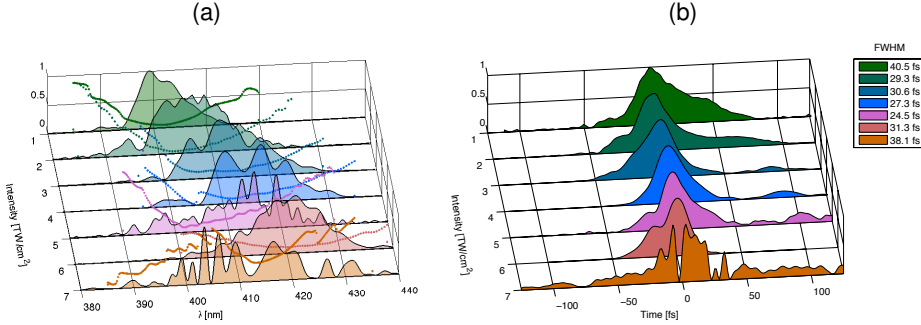 (a)
(b)
1
0.5
0
1
2
3
4
5
6
7
Intensity [TW/cm²]
380 390 400 410 420 430 440
λ [nm]
1
0.5
0
1
2
3
4
5
6
7
Intensity [TW/cm²]
−100 −50 0 50 100
Time [fs]
FWHM
40.5 fs
29.3 fs
30.6 fs
27.3 fs
24.5 fs
31.3 fs
38.1 fs